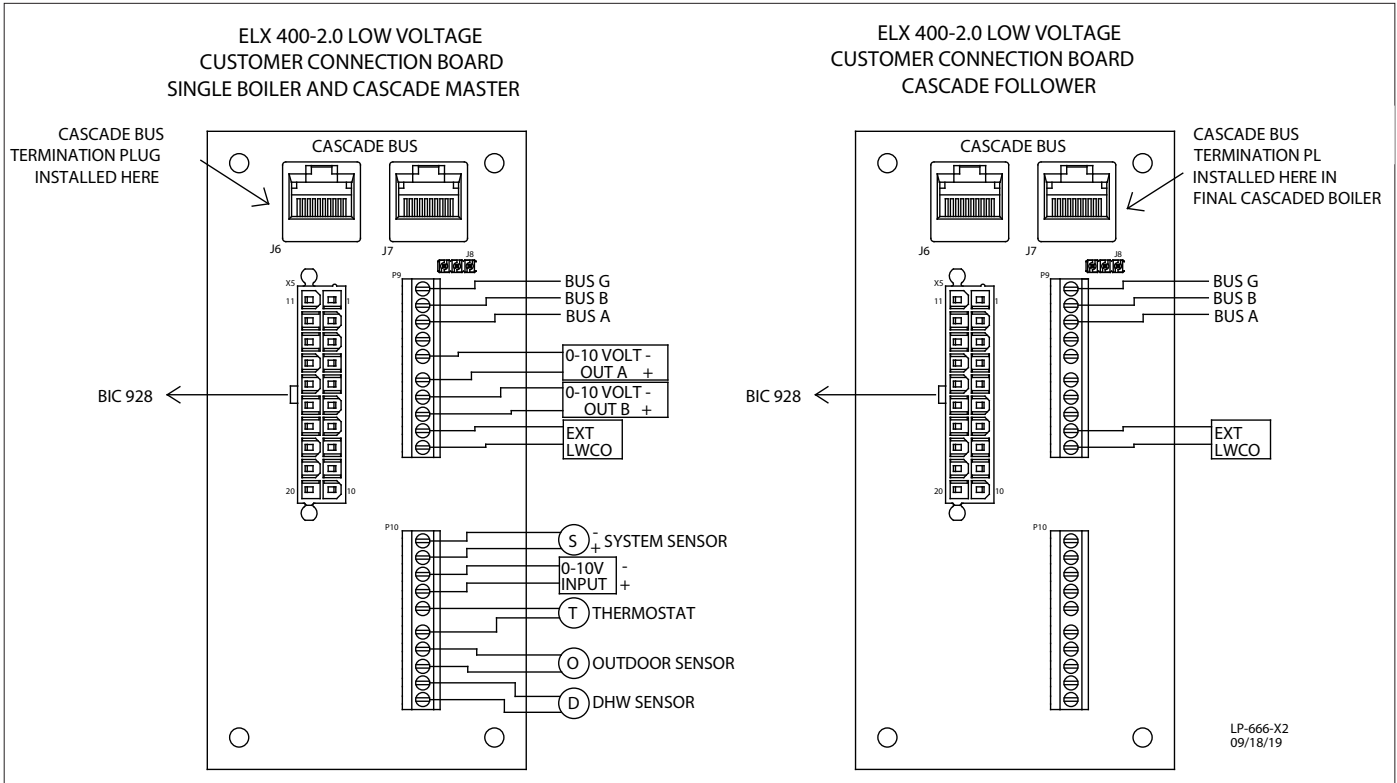 ELX 400-2.0 LOW VOLTAGE
CUSTOMER CONNECTION BOARD
SINGLE BOILER AND CASCADE MASTER
CASCADE BUS
TERMINATION PLUG
INSTALLED HERE
CASCADE BUS
J6
J7
J8
P9
X5
11
1
BUS G
BUS B
BUS A
0-10 VOLT -
OUT A +
0-10 VOLT -
OUT B +
EXT
LWCO
BIC 928
20
10
P10
S
-
+
SYSTEM SENSOR
0-10V -
INPUT +
T
THERMOSTAT
O
OUTDOOR SENSOR
D
DHW SENSOR
ELX 400-2.0 LOW VOLTAGE
CUSTOMER CONNECTION BOARD
CASCADE FOLLOWER
CASCADE BUS
CASCADE BUS
TERMINATION PL
INSTALLED HERE IN
FINAL CASCADED BOILER
J6
J7
J8
P9
X5
11
1
BUS G
BUS B
BUS A
BIC 928
EXT
LWCO
20
10
P10
LP-666-X2
09/18/19